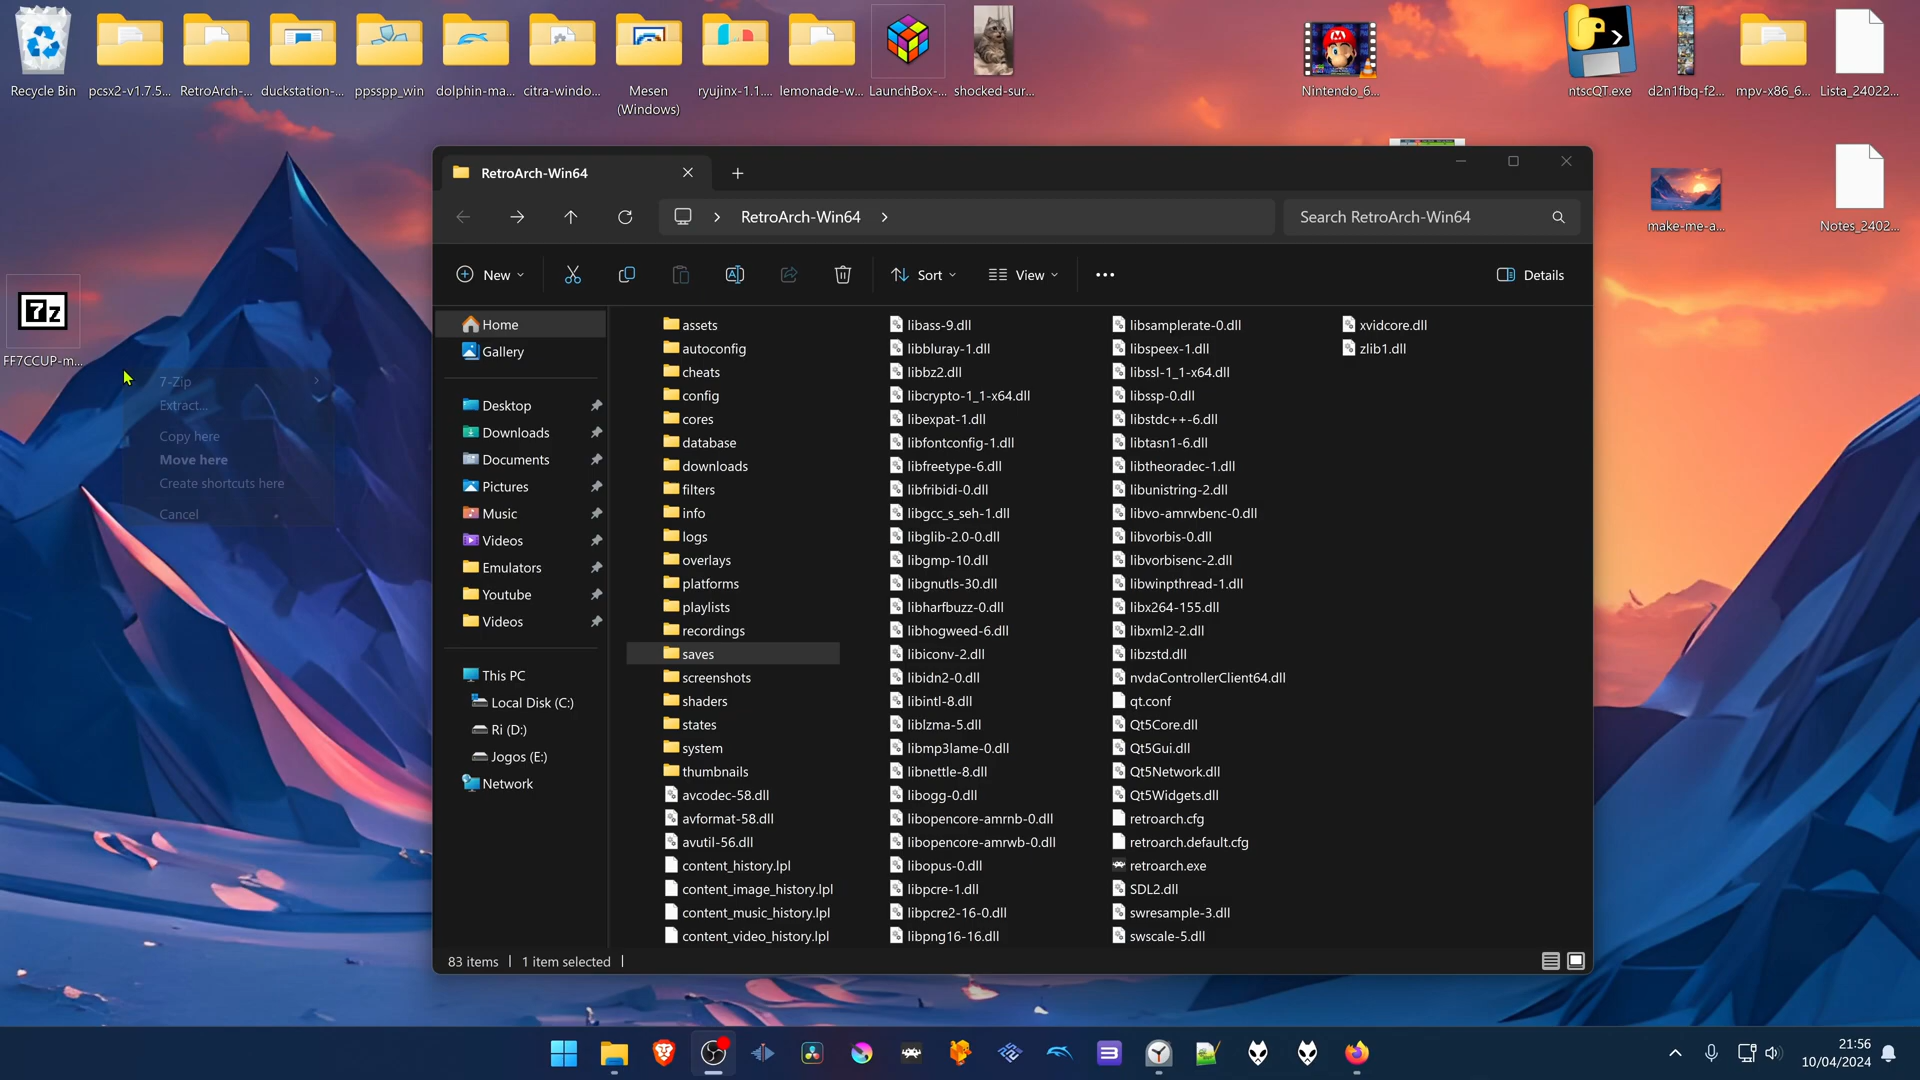 Recycle Bin
pcsx2-v1.7.5...
RetroArch-...
duckstation-...
ppsspp_win
dolphin-ma...
citra-windo...
Mesen
(Windows)
ryujinx-1.1....
lemonade-w...
LaunchBox-...
shocked-sur...
Nintendo_6...
ntscQT.exe
d2n1fbq-f2...
mpv-x86_6...
Lista_24022...
make-me-a...
Notes_2402...
7z
FF7CCUP-m...
7-Zip
Extract...
Copy here
Move here
Create shortcuts here
Cancel
RetroArch-Win64
RetroArch-Win64
Search RetroArch-Win64
New
Sort
View
Details
Home
Gallery
Desktop
Downloads
Documents
Pictures
Music
Videos
Emulators
Youtube
Videos
This PC
Local Disk (C:)
Ri (D:)
Jogos (E:)
Network
assets
autoconfig
cheats
config
cores
database
downloads
filters
info
logs
overlays
platforms
playlists
recordings
saves
screenshots
shaders
states
system
thumbnails
avcodec-58.dll
avformat-58.dll
avutil-56.dll
content_history.lpl
content_image_history.lpl
content_music_history.lpl
content_video_history.lpl
libass-9.dll
libbluray-1.dll
libbz2.dll
libcrypto-1_1-x64.dll
libexpat-1.dll
libfontconfig-1.dll
libfreetype-6.dll
libfribidi-0.dll
libgcc_s_seh-1.dll
libglib-2.0-0.dll
libgmp-10.dll
libgnutls-30.dll
libharfbuzz-0.dll
libhogweed-6.dll
libiconv-2.dll
libidn2-0.dll
libintl-8.dll
liblzma-5.dll
libmp3lame-0.dll
libnettle-8.dll
libogg-0.dll
libopencore-amrnb-0.dll
libopencore-amrwb-0.dll
libopus-0.dll
libpcre-1.dll
libpcre2-16-0.dll
libpng16-16.dll
libsamplerate-0.dll
libspeex-1.dll
libssl-1_1-x64.dll
libssp-0.dll
libstdc++-6.dll
libtasn1-6.dll
libtheoradec-1.dll
libunistring-2.dll
libvo-amrwbenc-0.dll
libvorbis-0.dll
libvorbisenc-2.dll
libwinpthread-1.dll
libx264-155.dll
libxml2-2.dll
libzstd.dll
nvdaControllerClient64.dll
qt.conf
Qt5Core.dll
Qt5Gui.dll
Qt5Network.dll
Qt5Widgets.dll
retroarch.cfg
retroarch.default.cfg
retroarch.exe
SDL2.dll
swresample-3.dll
swscale-5.dll
xvidcore.dll
zlib1.dll
83 items
1 item selected
21:56
10/04/2024